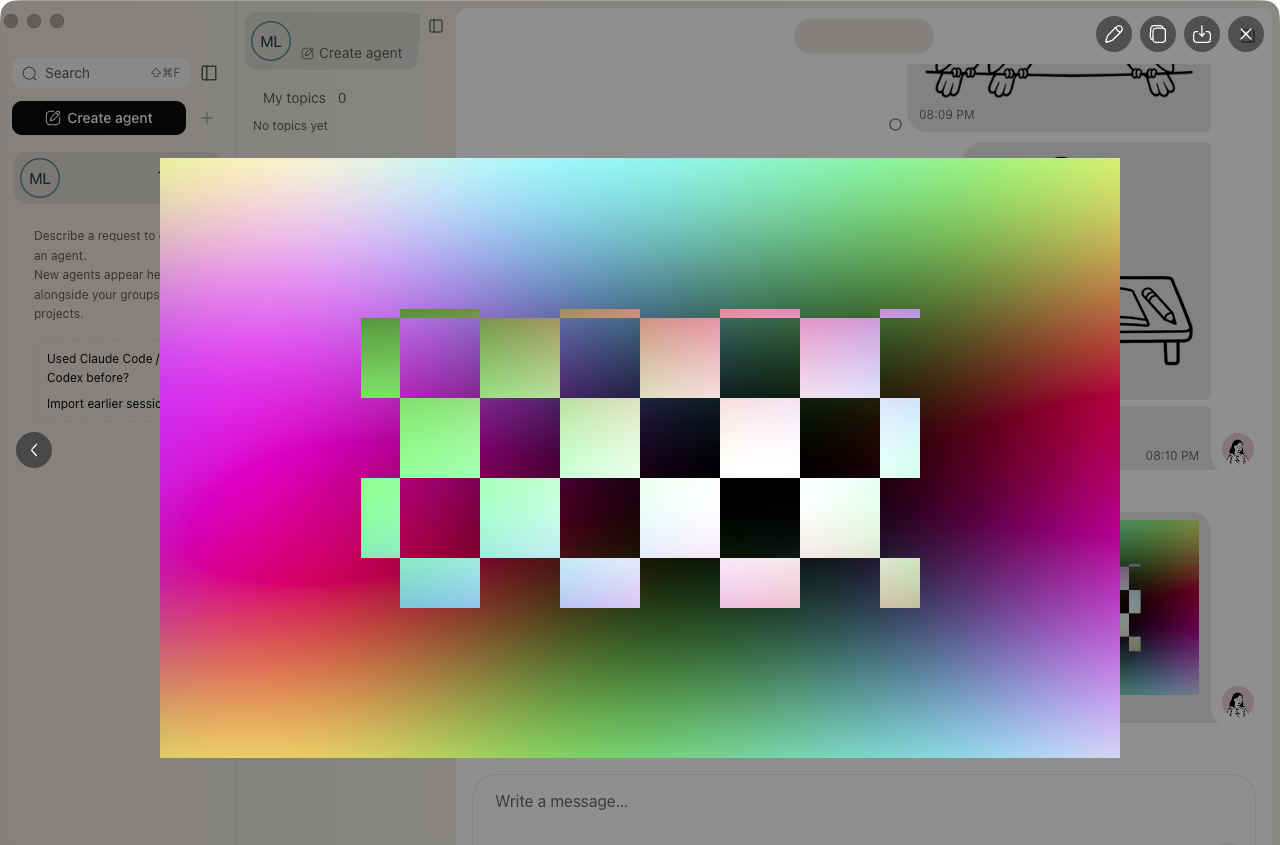 Search ⇧⌘F
Create agent
ML
Describe a request to
an agent.
New agents appear he
alongside your groups
projects.
Used Claude Code /
Codex before?
Import earlier sessic
ML
Create agent
My topics 0
No topics yet
08:09 PM
08:10 PM
Write a message...